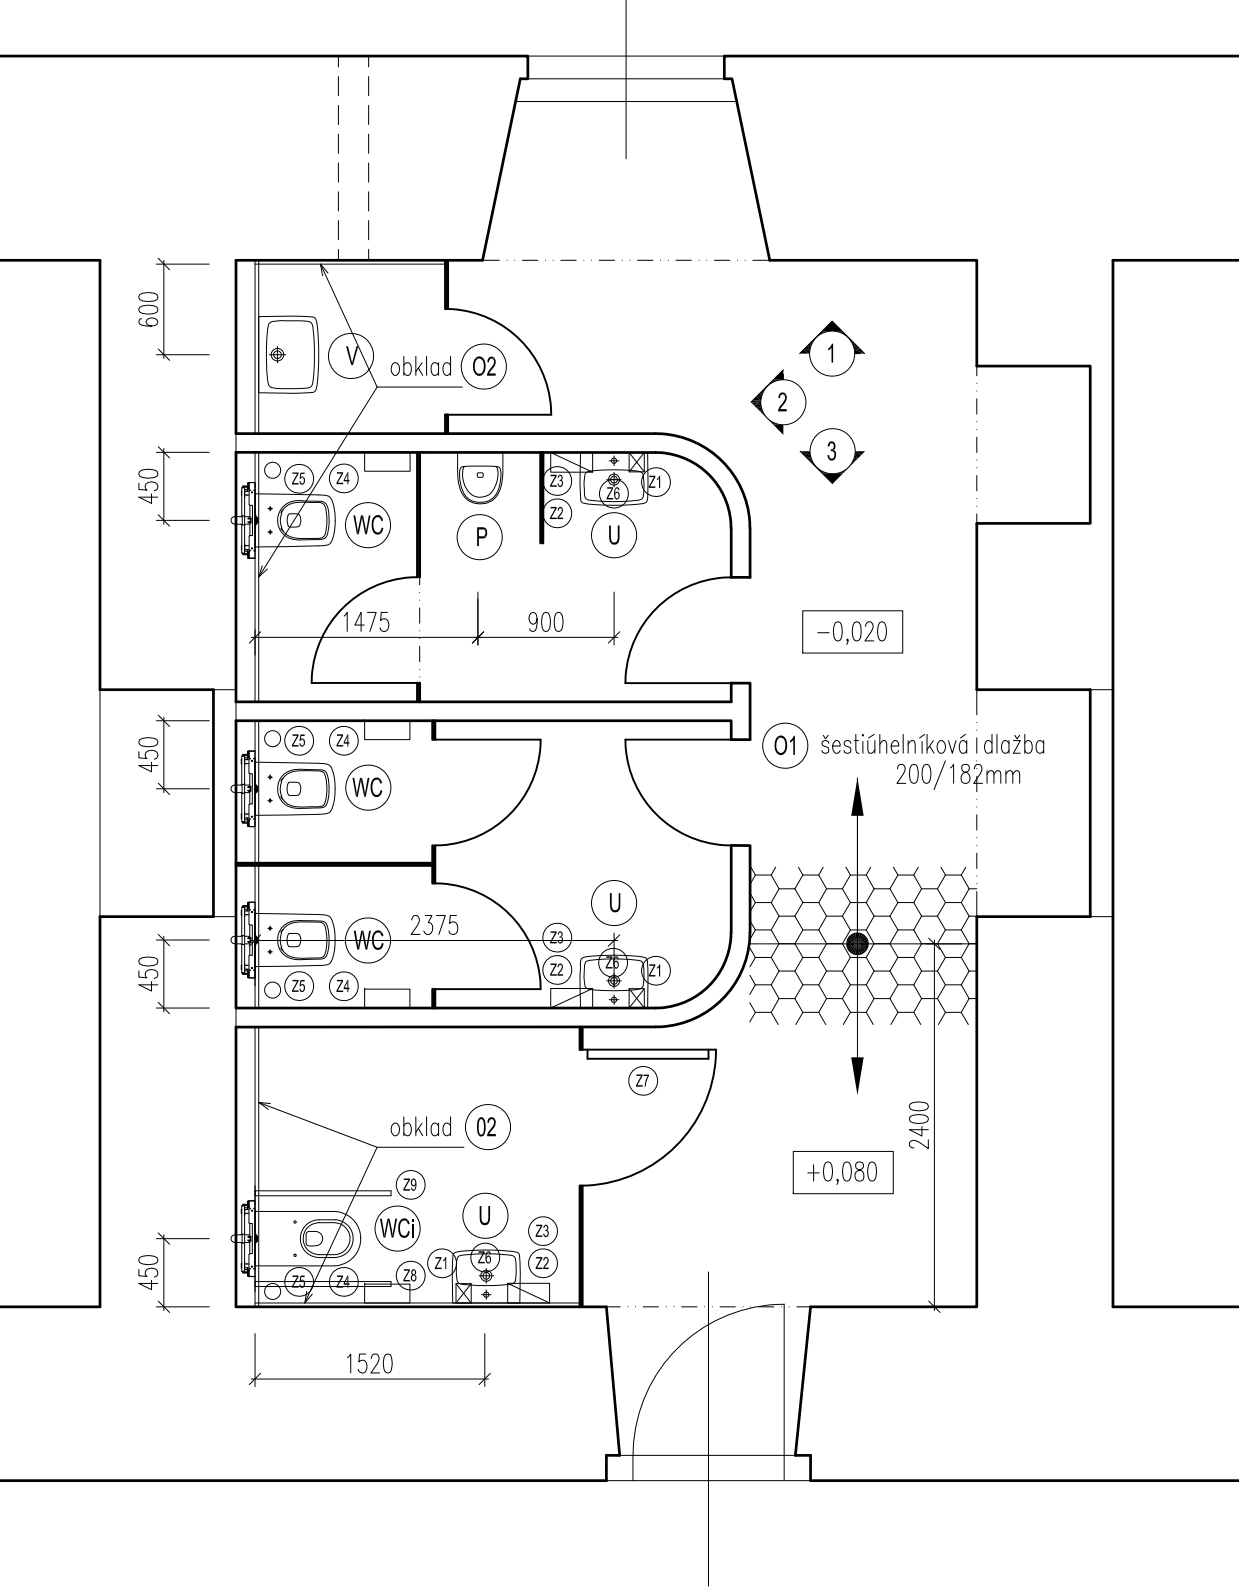 600
V
obklad O2
1
2
3
450
Z5 Z4
WC
P
Z3
Z2
Z6
Z1
U
1475
900
−0,020
450
Z5 Z4
WC
O1 šestiúhelníková dlažba
200/182mm
450
WC
2375
U
Z3
Z2
Z6
Z1
Z5 Z4
Z7
obklad 02
2400
+0,080
Z9
WCi
U
Z3
Z1
Z6
Z2
Z5 Z4 Z8
450
1520